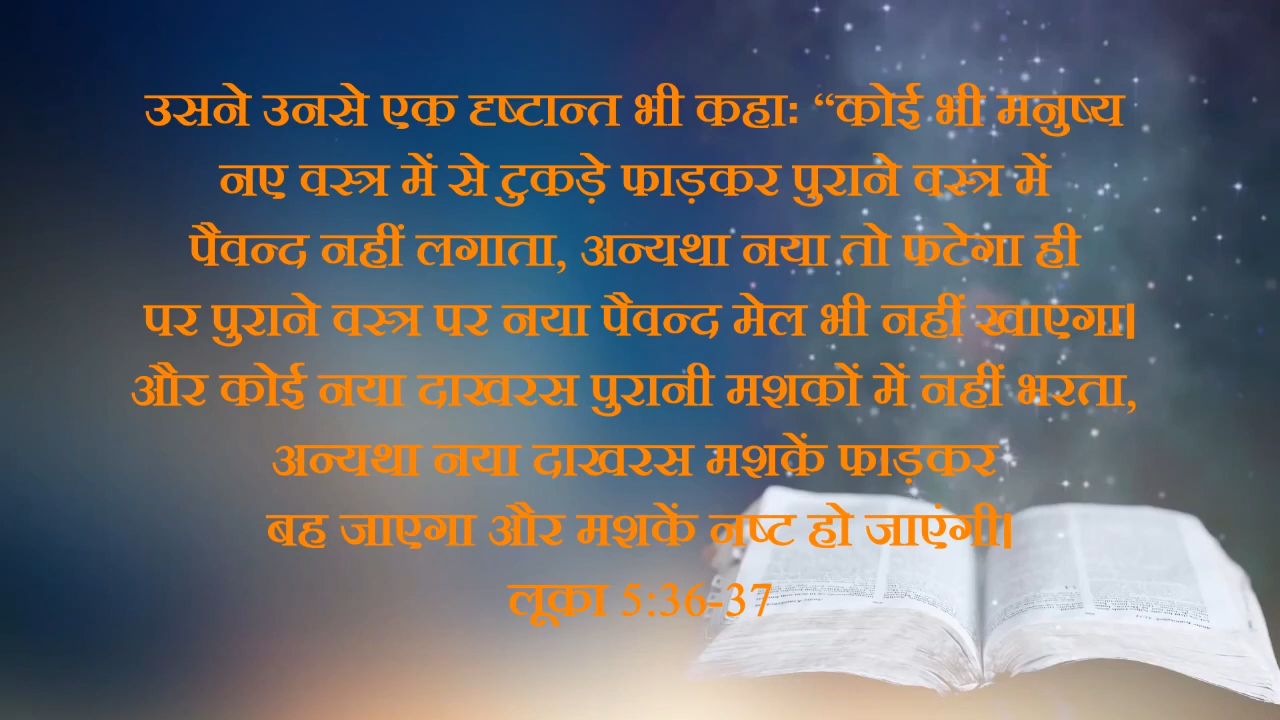 उसने उनसे एक दृष्टान्त भी कहाः “कोई भी मनुष्य
नए वस्त्र में से टुकड़े फाड़कर पुराने वस्त्र में
पैवन्द नहीं लगाता, अन्यथा नया तो फटेगा ही
पर पुराने वस्त्र पर नया पैवन्द मेल भी नहीं खाएगा।
और कोई नया दाखरस पुरानी मशकों में नहीं भरता,
अन्यथा नया दाखरस मशकें फाड़कर
बह जाएगा और मशकें नष्ट हो जाएंगी।
लूका 5:36-37